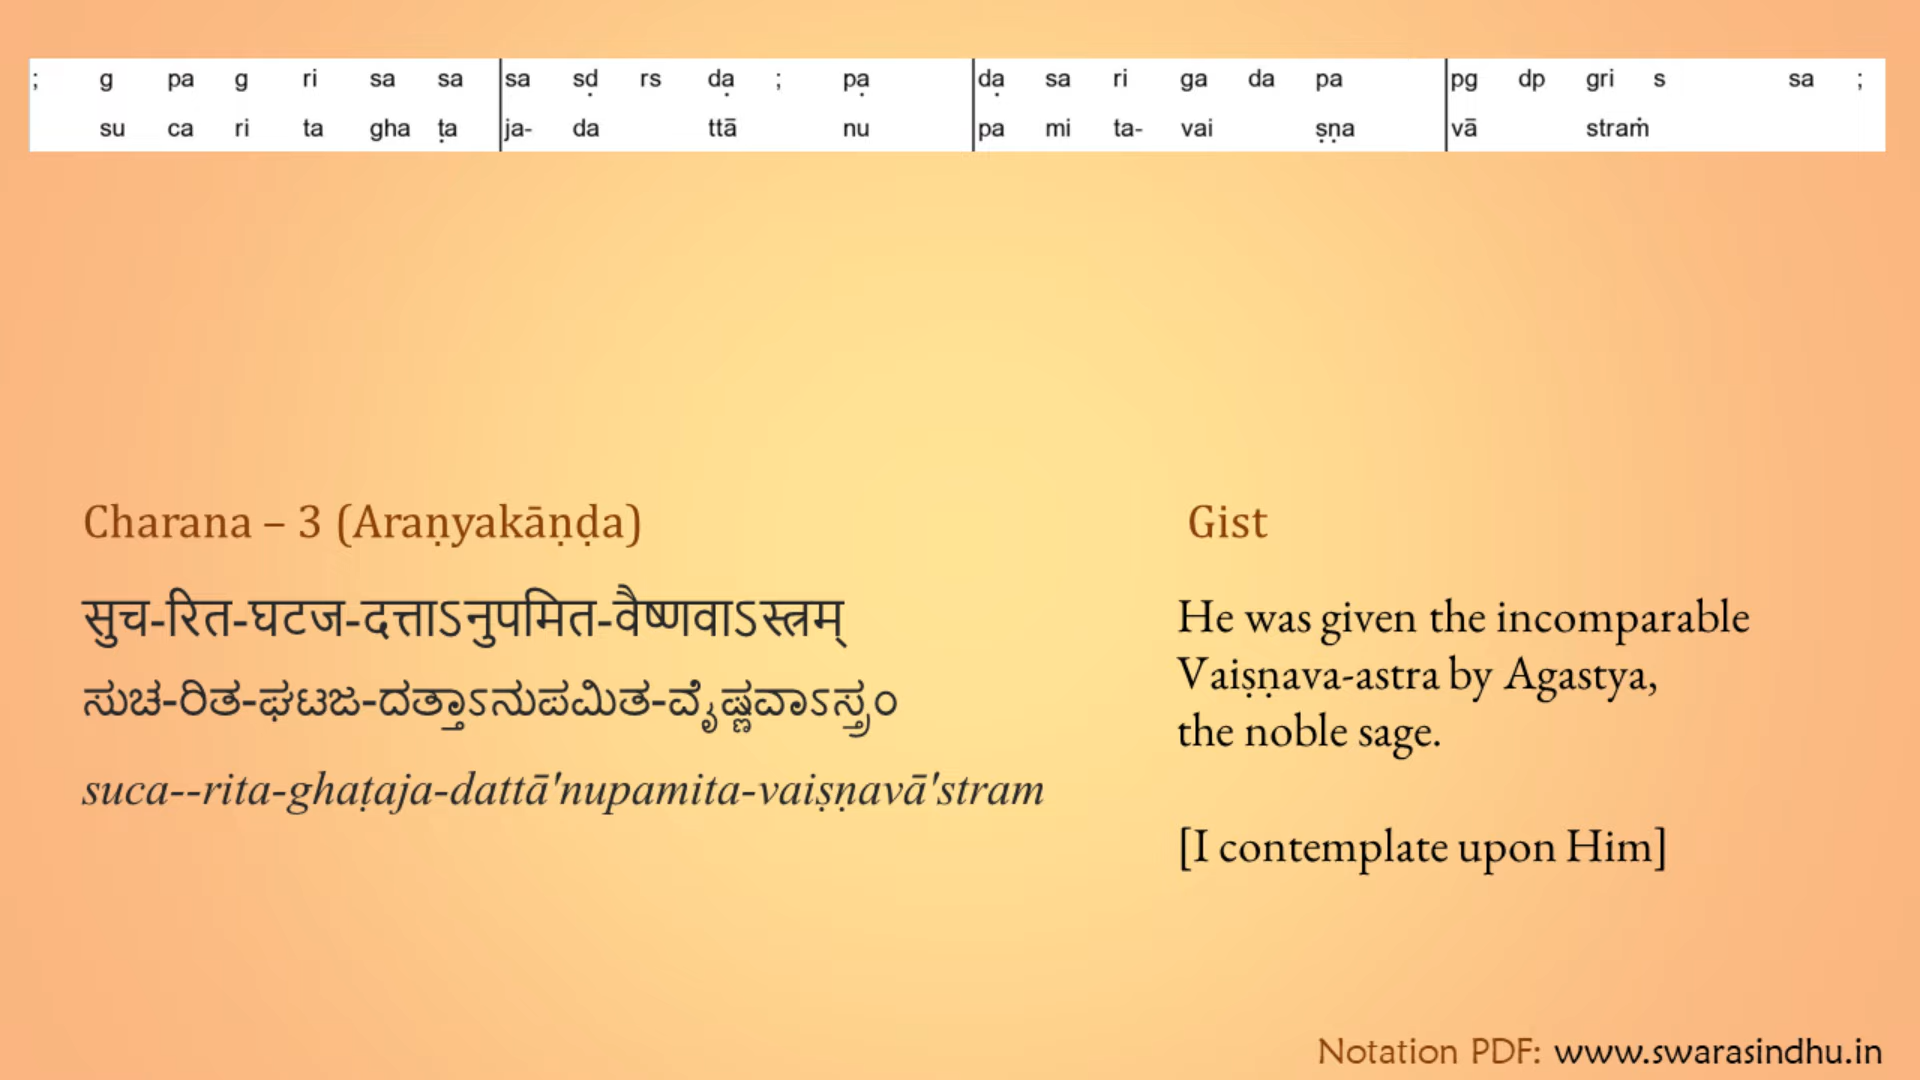 ; g pa g ri sa sa sa sḍ rs ḍa ; p̣a ḍa sa ri ga da pa pg dp gri s sa ;
su ca ri ta gha ṭa ja- da ttā nu pa mi ta- vai ṣṇa vā straṁ
Charana – 3 (Araṇyakāṇḍa)
सुच-रित-घटज-दत्ताऽनुपमित-वैष्णवाऽस्त्रम्
ಸುಚ-ರಿತ-ಘಟಜ-ದತ್ತಾಽನುಪಮಿತ-ವೈಷ್ಣವಾಽಸ್ತ್ರಂ
suca--rita-ghaṭaja-dattā'nupamita-vaiṣṇavā'stram
Gist
He was given the incomparable
Vaiṣṇava-astra by Agastya,
the noble sage.
[I contemplate upon Him]
Notation PDF: www.swarasindhu.in